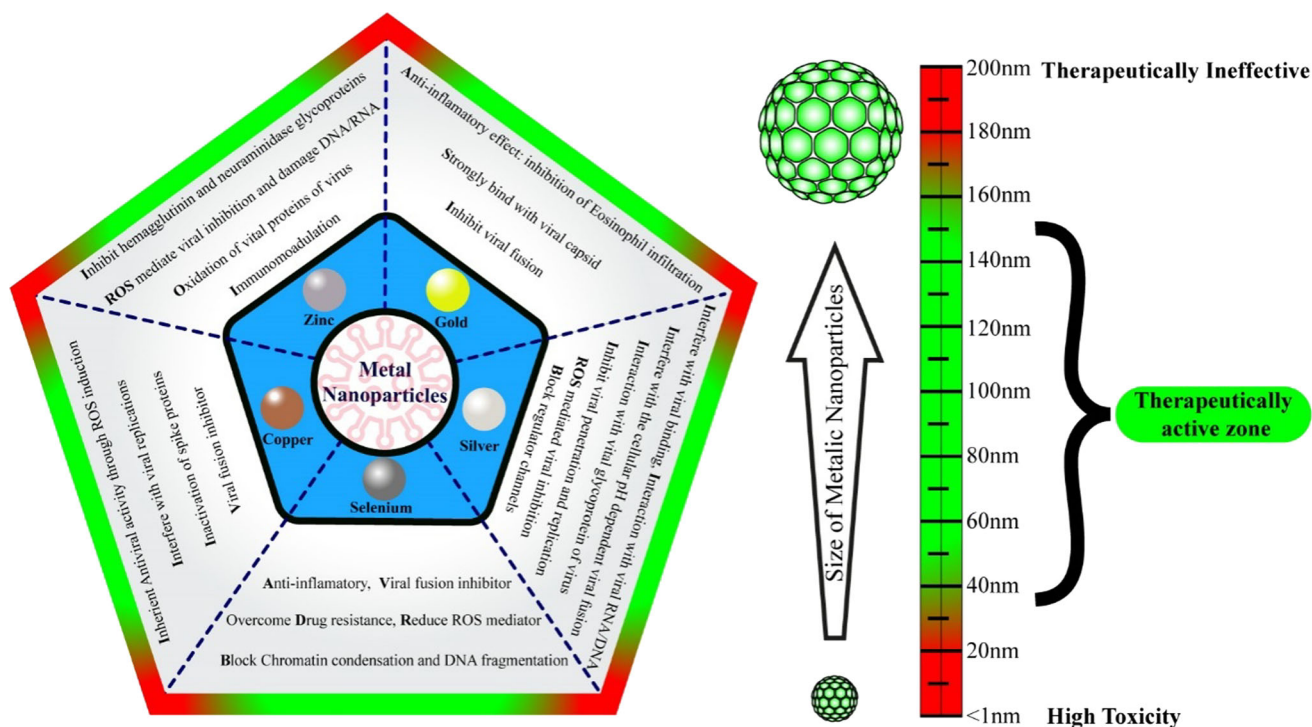 Inhibit hemagglutinin and neuraminidase glycoproteins
ROS mediate viral inhibition and damage DNA/RNA
Oxidation of vital proteins of virus
Immunomodulation
Anti-inflamatory effect: inhibition of Eosinophil infiltration
Strongly bind with viral capsid
Inhibit viral fusion
Interfere with viral binding, Interaction with viral RNA/DNA
Interfere with the cellular pH dependent viral fusion
Interaction with viral glycoprotein of virus
Inhibit viral penetration and replication
ROS mediated viral inhibition
Block regulator channels
Anti-inflamatory, Viral fusion inhibitor
Overcome Drug resistance, Reduce ROS mediator
Block Chromatin condensation and DNA fragmentation
Inherient Antiviral activity through ROS induction
Interfere with viral replications
Inactivation of spike proteins
Viral fusion inhibitor
Zinc
Gold
Metal
Nanoparticles
Copper
Silver
Selenium
Size of Metalic Nanoparticles
200nm Therapeutically Ineffective
180nm
160nm
140nm
120nm
100nm
80nm
60nm
40nm
20nm
<1nm High Toxicity
Therapeutically
active zone